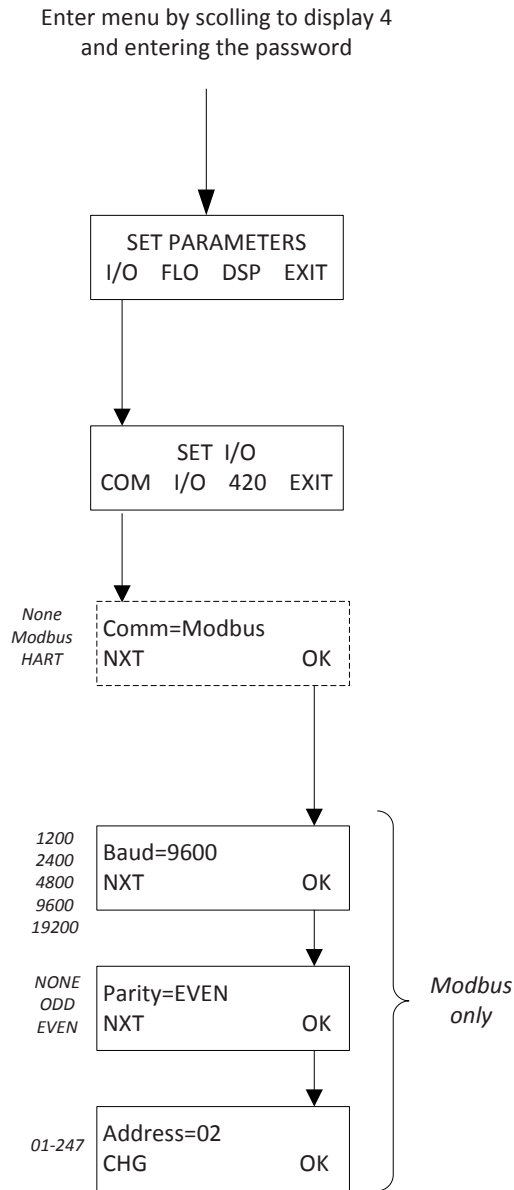 Enter menu by scolling to display 4
and entering the password
SET PARAMETERS
I/O FLO DSP EXIT
SET I/O
COM I/O 420 EXIT
None
Modbus
HART
Comm=Modbus
NXT OK
1200
2400
4800
9600
19200
Baud=9600
NXT OK
NONE
ODD
EVEN
Parity=EVEN
NXT OK
Modbus
only
01-247
Address=02
CHG OK